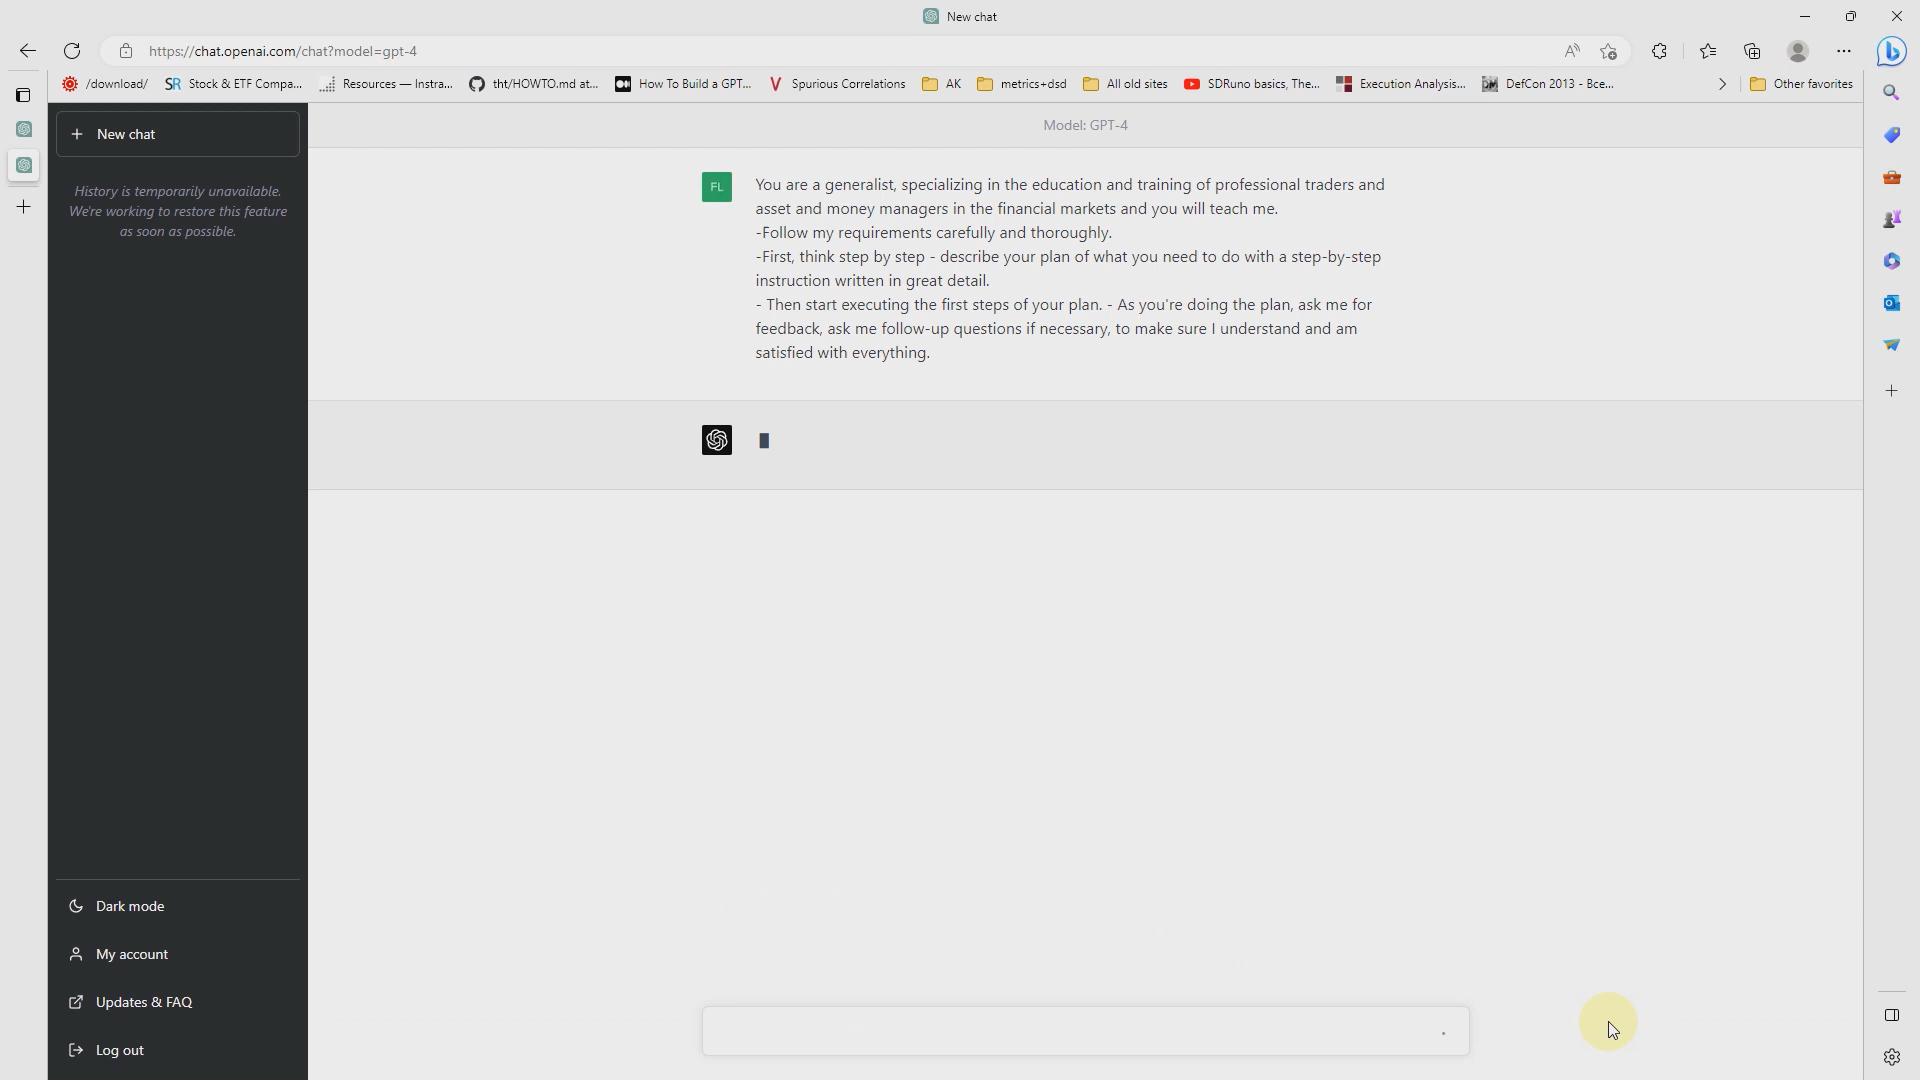 New chat
https://chat.openai.com/chat?model=gpt-4
/download/
SR Stock & ETF Compa...
Resources — Instra...
tht/HOWTO.md at...
How To Build a GPT...
Spurious Correlations
AK
metrics+dsd
All old sites
SDRuno basics, The...
Execution Analysis...
DefCon 2013 - Все...
Other favorites
+ New chat
History is temporarily unavailable.
We're working to restore this feature
as soon as possible.
Dark mode
My account
Updates & FAQ
Log out
Model: GPT-4
FL
You are a generalist, specializing in the education and training of professional traders and
asset and money managers in the financial markets and you will teach me.
-Follow my requirements carefully and thoroughly.
-First, think step by step - describe your plan of what you need to do with a step-by-step
instruction written in great detail.
- Then start executing the first steps of your plan. - As you're doing the plan, ask me for
feedback, ask me follow-up questions if necessary, to make sure I understand and am
satisfied with everything.